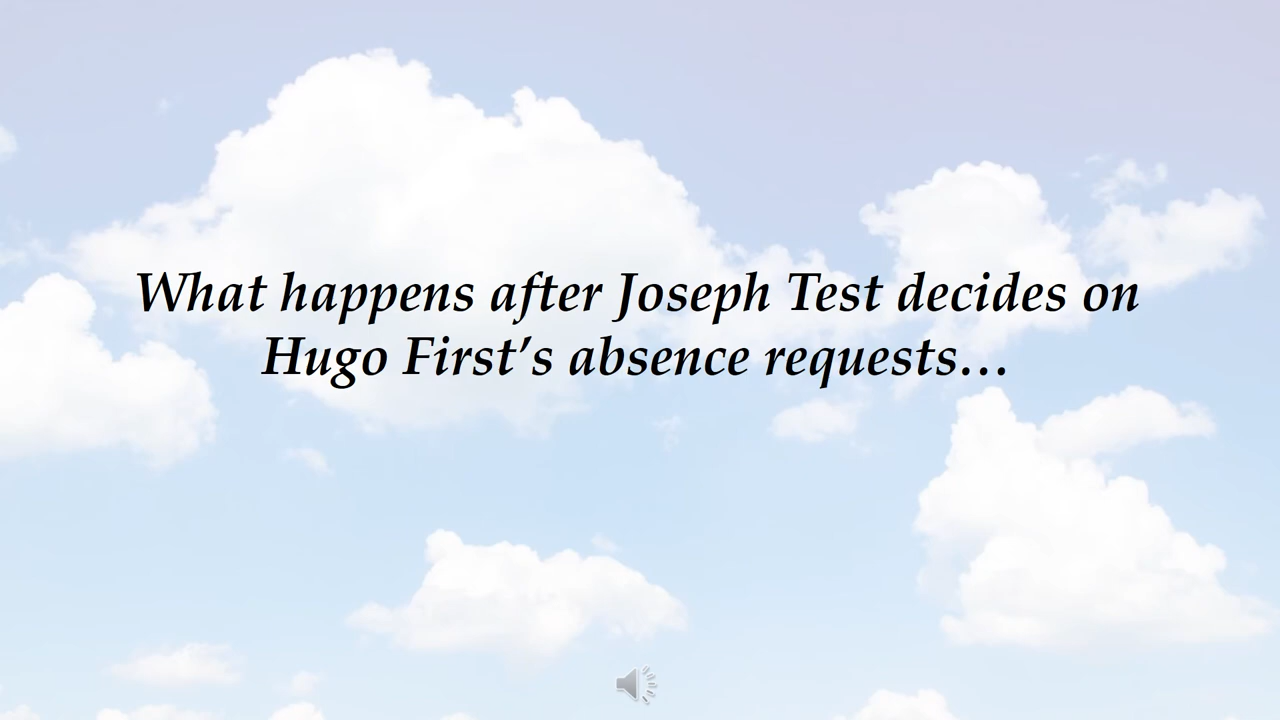 What happens after Joseph Test decides on
Hugo First’s absence requests…